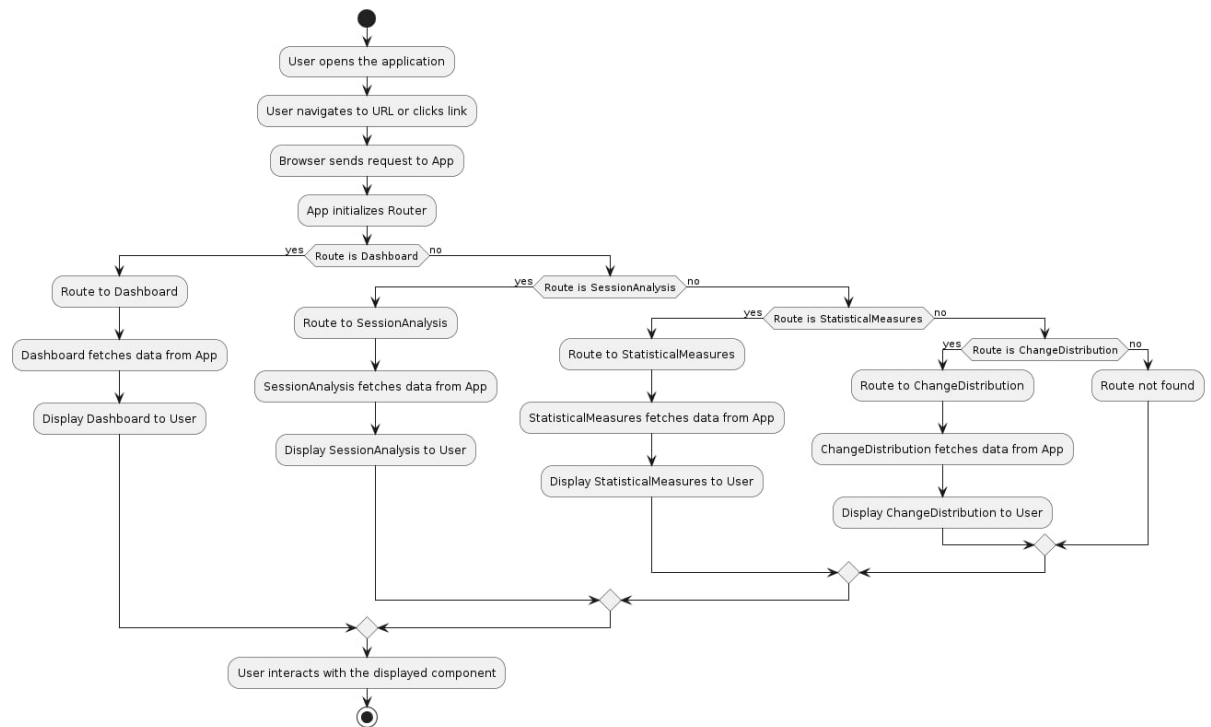 User opens the application
User navigates to URL or clicks link
Browser sends request to App
App initializes Router
yes
Route is Dashboard
no
Route to Dashboard
Dashboard fetches data from App
Display Dashboard to User
yes
Route is SessionAnalysis
no
Route to SessionAnalysis
SessionAnalysis fetches data from App
Display SessionAnalysis to User
yes
Route is StatisticalMeasures
no
Route to StatisticalMeasures
StatisticalMeasures fetches data from App
Display StatisticalMeasures to User
yes
Route is ChangeDistribution
no
Route to ChangeDistribution
ChangeDistribution fetches data from App
Display ChangeDistribution to User
Route not found
User interacts with the displayed component